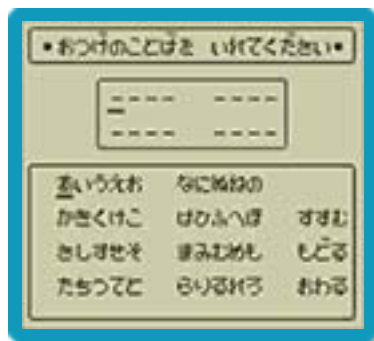 •おつげのことばを いれてください•
---- ----
---- ----
あいうえお なにぬねの
かきくけこ はひふへほ すすむ
さしすせそ まみむめも もどる
たちつてと らりるれろ おわる